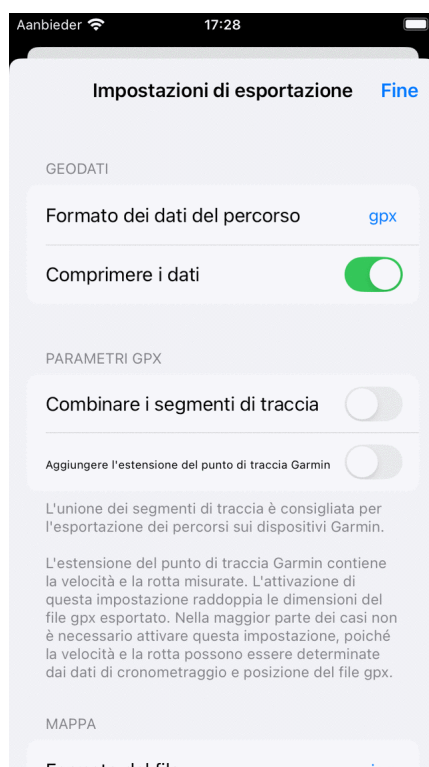 Aanbieder 17:28
Impostazioni di esportazione Fine
GEODATI
Formato dei dati del percorso gpx
Comprimere i dati
PARAMETRI GPX
Combinare i segmenti di traccia
Aggiungere l'estensione del punto di traccia Garmin
L'unione dei segmenti di traccia è consigliata per
l'esportazione dei percorsi sui dispositivi Garmin.
L'estensione del punto di traccia Garmin contiene
la velocità e la rotta misurate. L'attivazione di
questa impostazione raddoppia le dimensioni del
file gpx esportato. Nella maggior parte dei casi non
è necessario attivare questa impostazione, poiché
la velocità e la rotta possono essere determinate
dai dati di cronometraggio e posizione del file gpx.
MAPPA